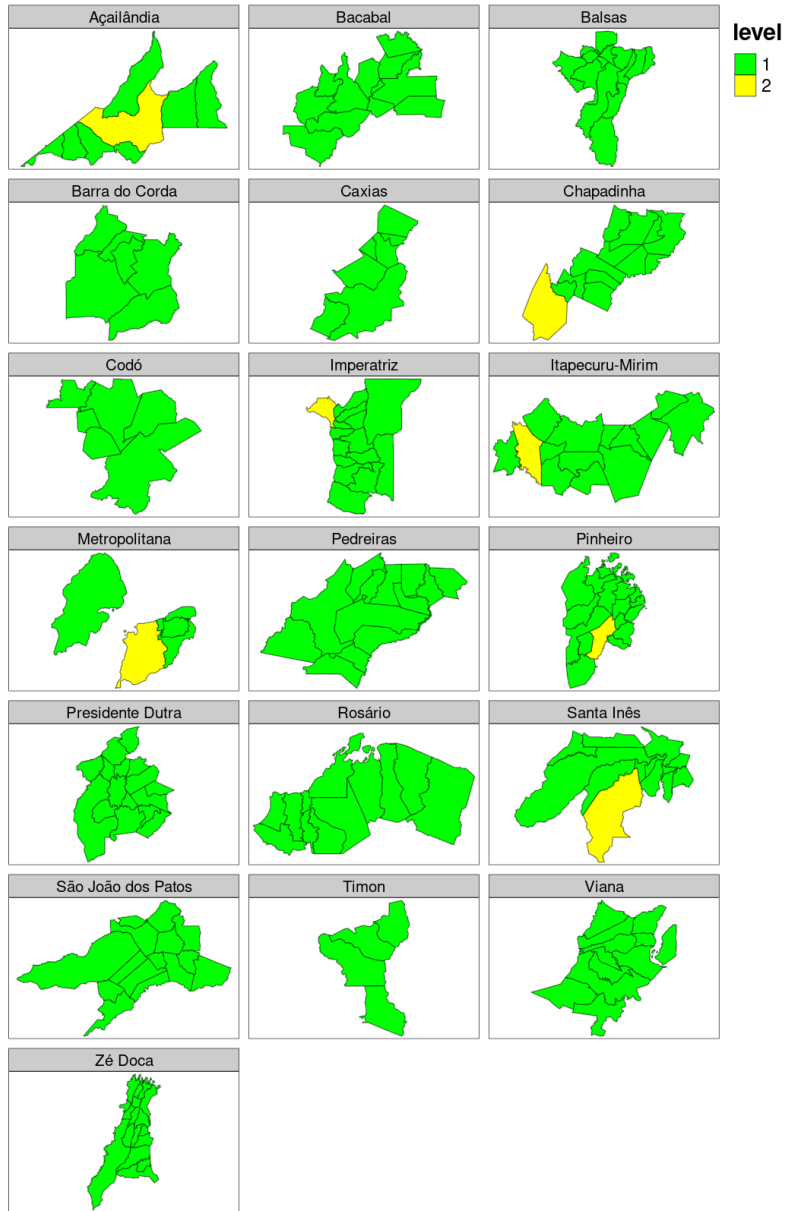 Açailândia
Bacabal
Balsas
level
1
2
Barra do Corda
Caxias
Chapadinha
Codó
Imperatriz
Itapecuru-Mirim
Metropolitana
Pedreiras
Pinheiro
Presidente Dutra
Rosário
Santa Inês
São João dos Patos
Timon
Viana
Zé Doca